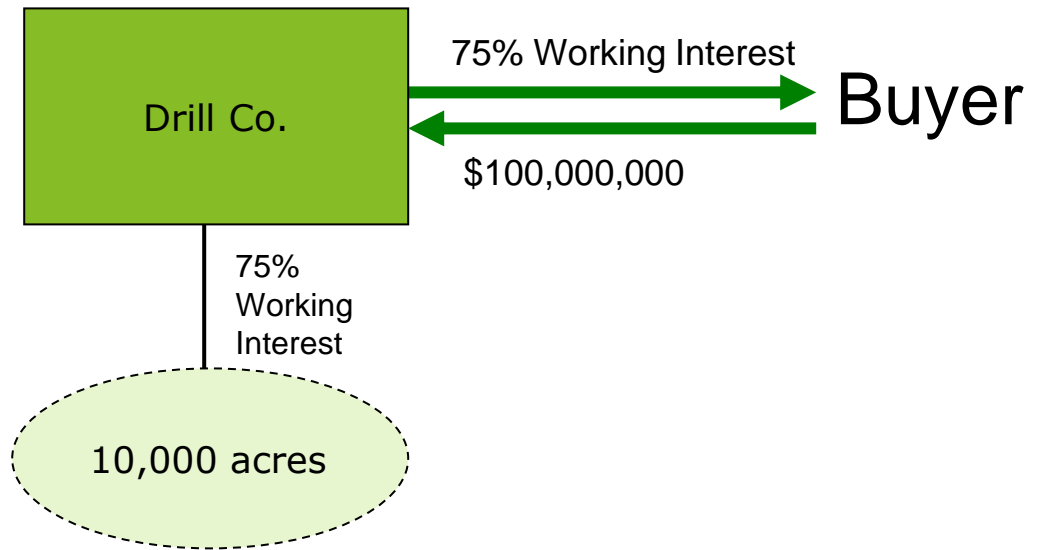 75% Working Interest
Drill Co.
Buyer
$100,000,000
75%
Working
Interest
10,000 acres